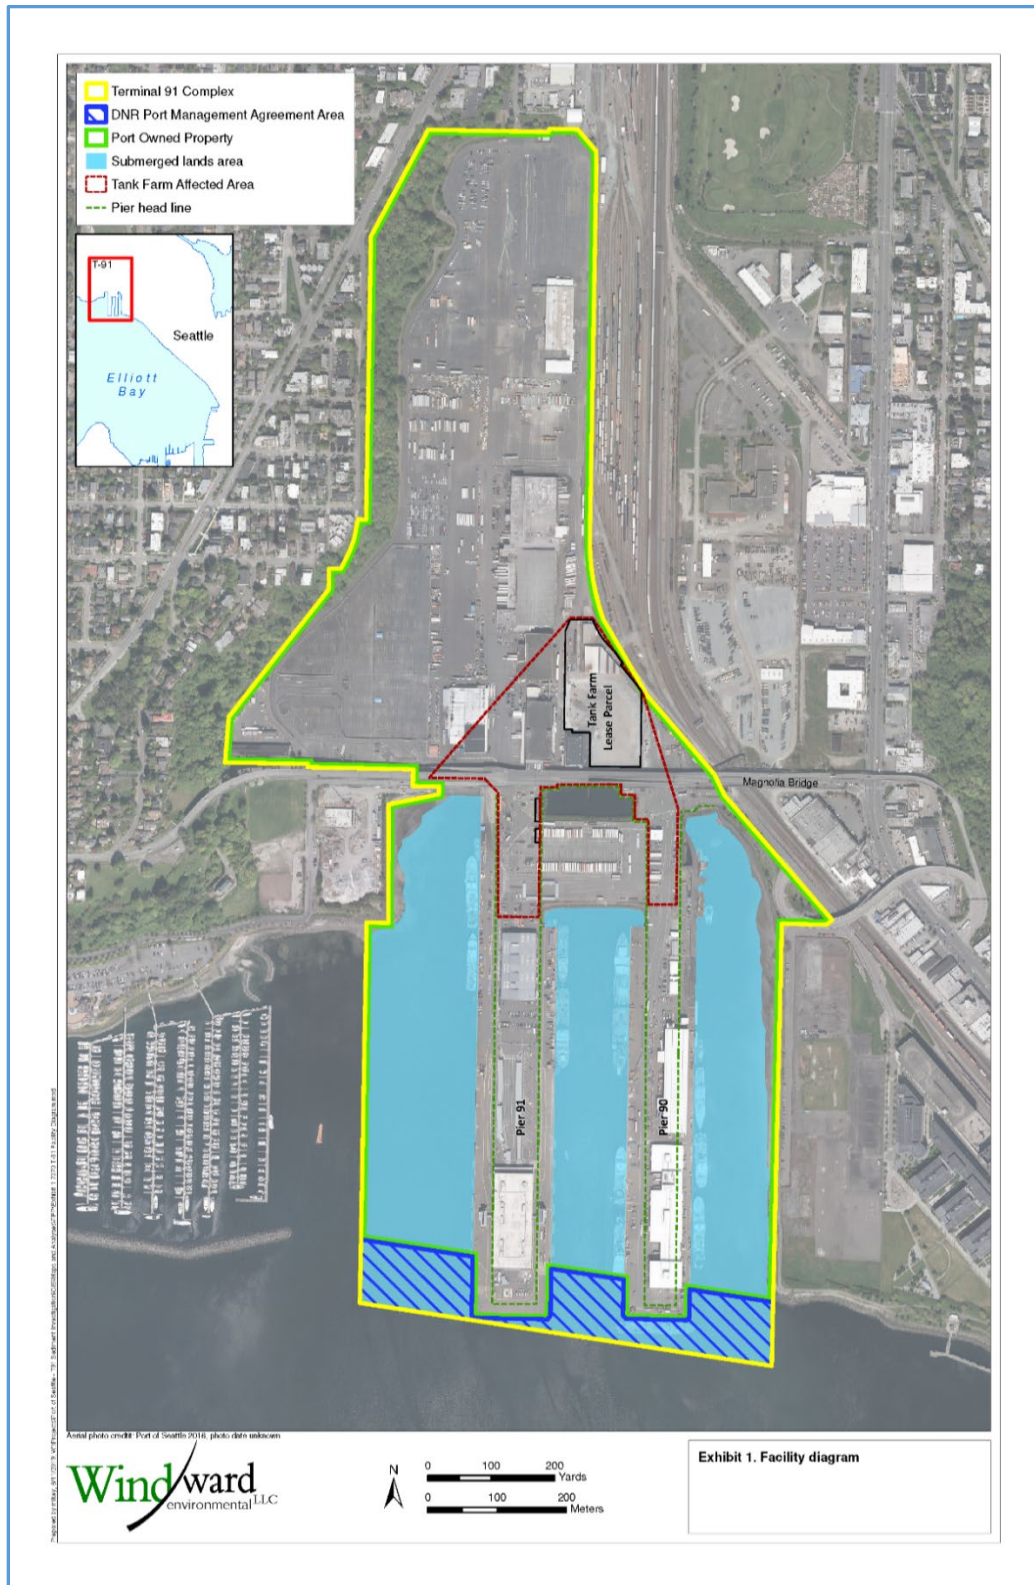 Terminal 91 Complex
DNR Port Management Agreement Area
Port Owned Property
Submerged lands area
Tank Farm Affected Area
Pier head line
T-91
Seattle
Elliott
Bay
Tank Farm
Lease Parcel
Magnolia Bridge
Pier 91
Pier 90
Aerial photo credit: Port of Seattle 2016, photo date unknown
Windward
environmental LLC
N
0 100 200
Yards
0 100 200
Meters
Exhibit 1. Facility diagram